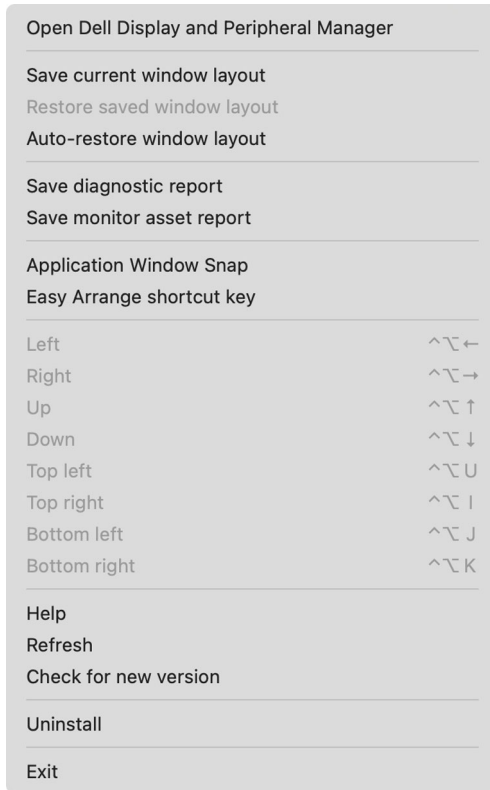 Open Dell Display and Peripheral Manager
Save current window layout
Restore saved window layout
Auto-restore window layout
Save diagnostic report
Save monitor asset report
Application Window Snap
Easy Arrange shortcut key
Left ^⌥←
Right ^⌥→
Up ^⌥↑
Down ^⌥↓
Top left ^⌥U
Top right ^⌥I
Bottom left ^⌥J
Bottom right ^⌥K
Help
Refresh
Check for new version
Uninstall
Exit